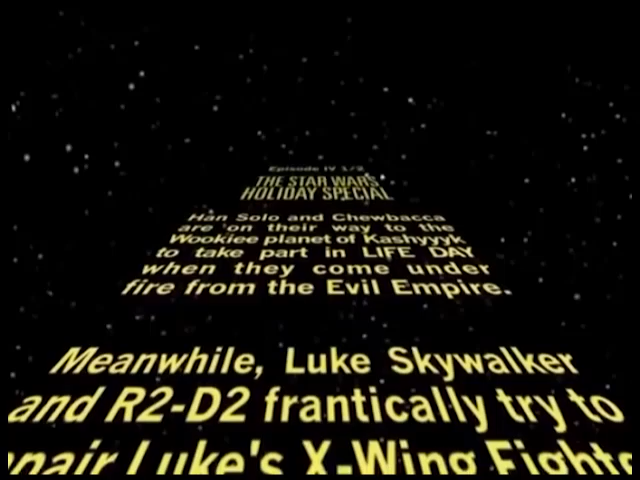 Episode IV 1/2
THE STAR WARS
HOLIDAY SPECIAL
Han Solo and Chewbacca
are on their way to the
Wookiee planet of Kashyyyk
to take part in LIFE DAY
when they come under
fire from the Evil Empire.
Meanwhile, Luke Skywalker
and R2-D2 frantically try to
Luke's X-Wing